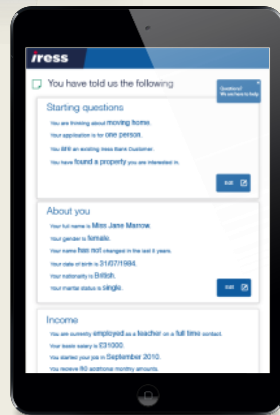 iress
You have told us the following
Questions?
We are here to help
Starting questions
You are thinking about moving home.
Your application is for one person.
You are an existing Iress there Customer.
You have found a property you are interested in.
Edit
About you
Your full name is Miss Jane Marrow.
Your gender is female.
Your name has not changed in the last 6 years.
Your date of birth is 31/07/1984.
Your nationality is British.
Your marital status is single.
Edit
Income
You are currently employed as a teacher on a full time contract.
Your basic salary is £31000.
You started your job in September 2010.
You receive no additional monthly amounts.